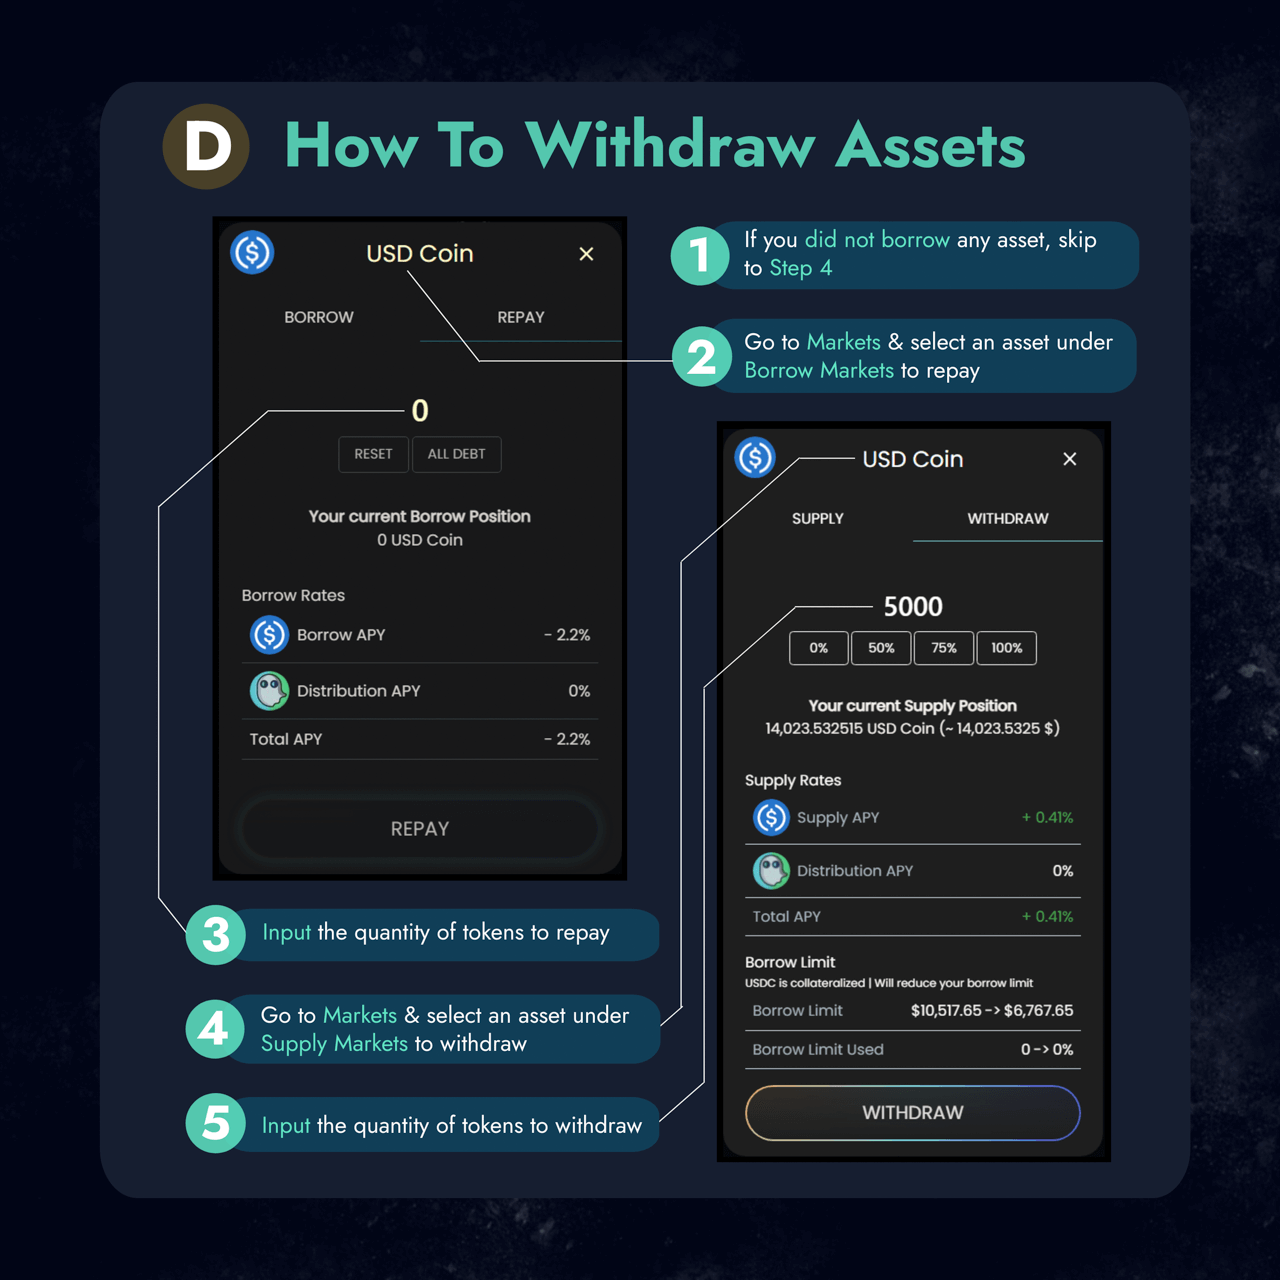 D How To Withdraw Assets
USD Coin ×
BORROW REPAY
0
RESET ALL DEBT
Your current Borrow Position
0 USD Coin
Borrow Rates
Borrow APY - 2.2%
Distribution APY 0%
Total APY - 2.2%
REPAY
1 If you did not borrow any asset, skip
to Step 4
2 Go to Markets & select an asset under
Borrow Markets to repay
3 Input the quantity of tokens to repay
4 Go to Markets & select an asset under
Supply Markets to withdraw
5 Input the quantity of tokens to withdraw
USD Coin ×
SUPPLY WITHDRAW
5000
0% 50% 75% 100%
Your current Supply Position
14,023.532515 USD Coin (~ 14,023.5325 $)
Supply Rates
Supply APY + 0.41%
Distribution APY 0%
Total APY + 0.41%
Borrow Limit
USDC is collateralized | Will reduce your borrow limit
Borrow Limit $10,517.65 -> $6,767.65
Borrow Limit Used 0 -> 0%
WITHDRAW